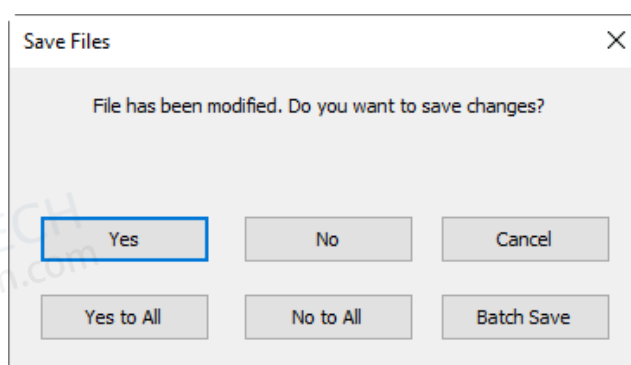 Save Files
File has been modified. Do you want to save changes?
Yes No Cancel
Yes to All No to All Batch Save